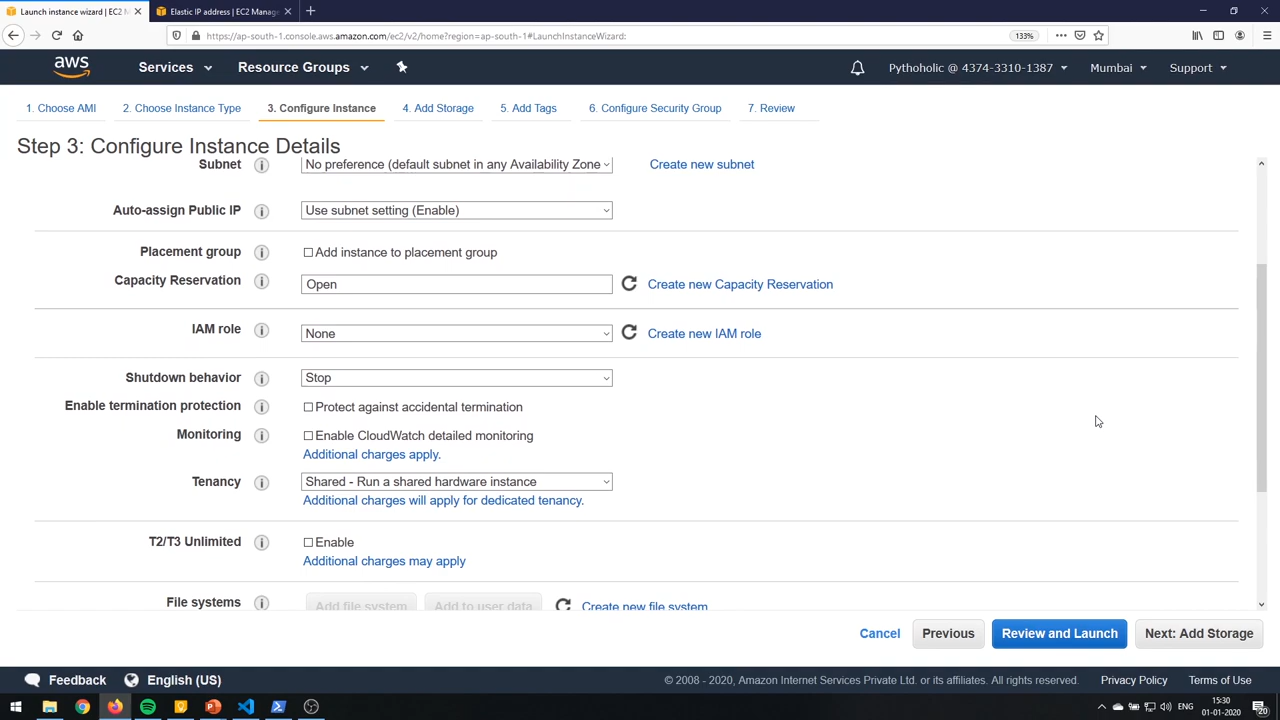 Launch instance wizard | EC2 M
Elastic IP address | EC2 Manage
https://ap-south-1.console.aws.amazon.com/ec2/v2/home?region=ap-south-1#LaunchInstanceWizard:
133%
aws
Services
Resource Groups
Pythoholic @ 4374-3310-1387
Mumbai
Support
1. Choose AMI
2. Choose Instance Type
3. Configure Instance
4. Add Storage
5. Add Tags
6. Configure Security Group
7. Review
Step 3: Configure Instance Details
Subnet
No preference (default subnet in any Availability Zone
Create new subnet
Auto-assign Public IP
Use subnet setting (Enable)
Placement group
Add instance to placement group
Capacity Reservation
Open
Create new Capacity Reservation
IAM role
None
Create new IAM role
Shutdown behavior
Stop
Enable termination protection
Protect against accidental termination
Monitoring
Enable CloudWatch detailed monitoring
Additional charges apply.
Tenancy
Shared - Run a shared hardware instance
Additional charges will apply for dedicated tenancy.
T2/T3 Unlimited
Enable
Additional charges may apply
File systems
Add file system
Add to user data
Create new file system
Cancel
Previous
Review and Launch
Next: Add Storage
Feedback
English (US)
© 2008 - 2020, Amazon Internet Services Private Ltd. or its affiliates. All rights reserved.
Privacy Policy
Terms of Use
ENG
15:30
01-01-2020
20